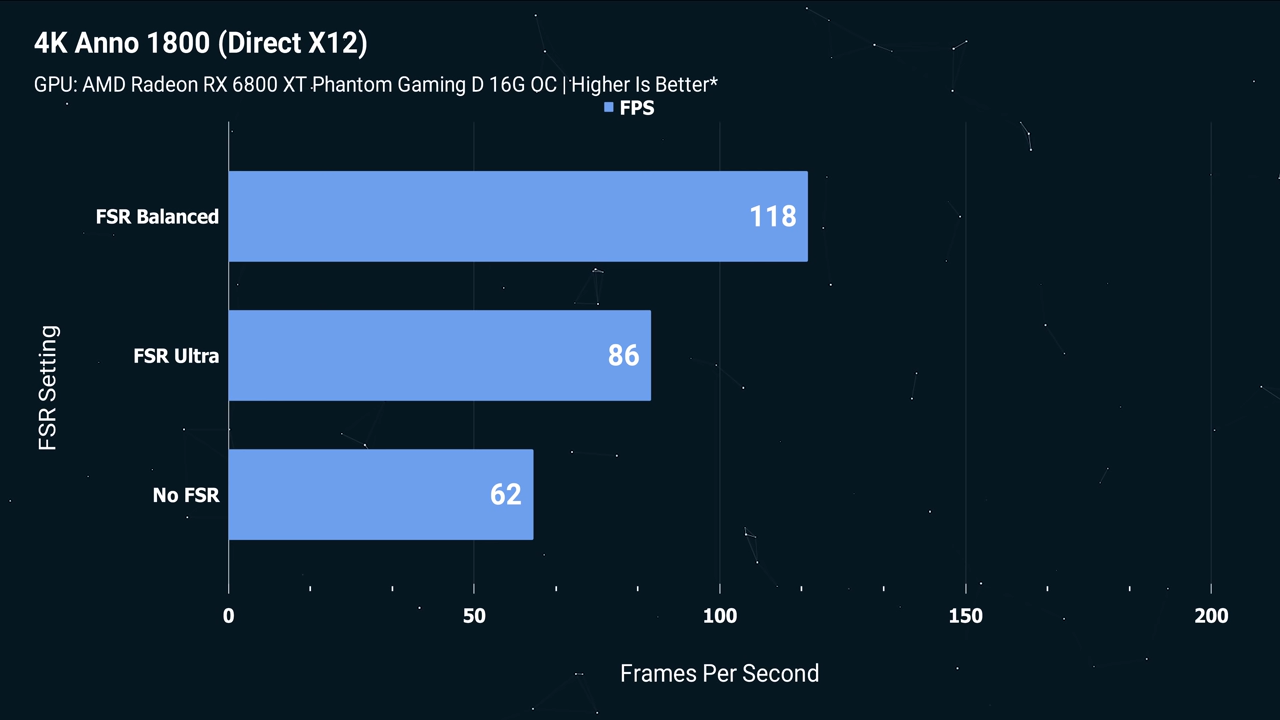 4K Anno 1800 (Direct X12)
GPU: AMD Radeon RX 6800 XT Phantom Gaming D 16G OC | Higher Is Better*
FPS
FSR Balanced
118
FSR Ultra
86
No FSR
62
FSR Setting
0 50 100 150 200
Frames Per Second